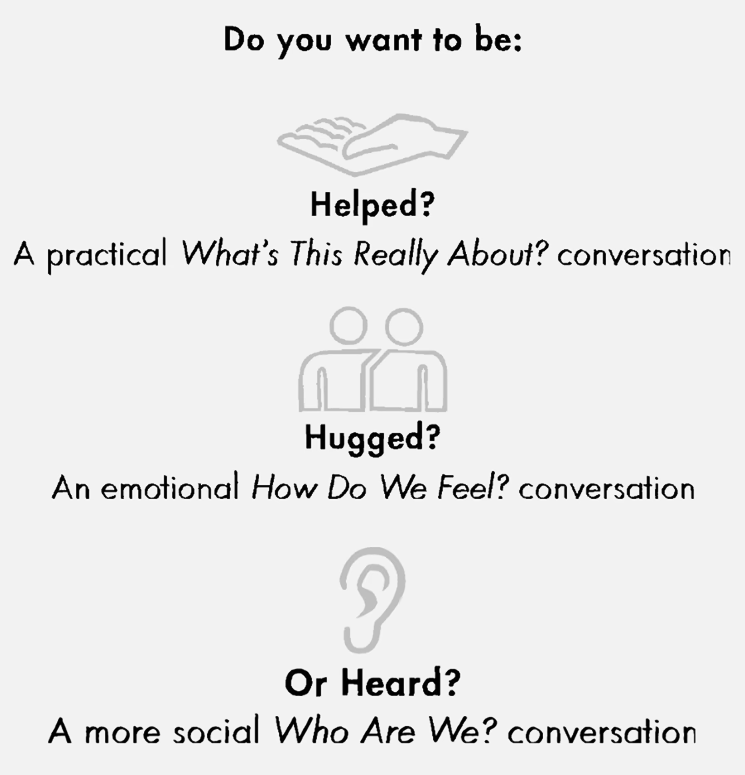 Do you want to be:
Helped?
A practical What's This Really About? conversation
Hugged?
An emotional How Do We Feel? conversation
Or Heard?
A more social Who Are We? conversation